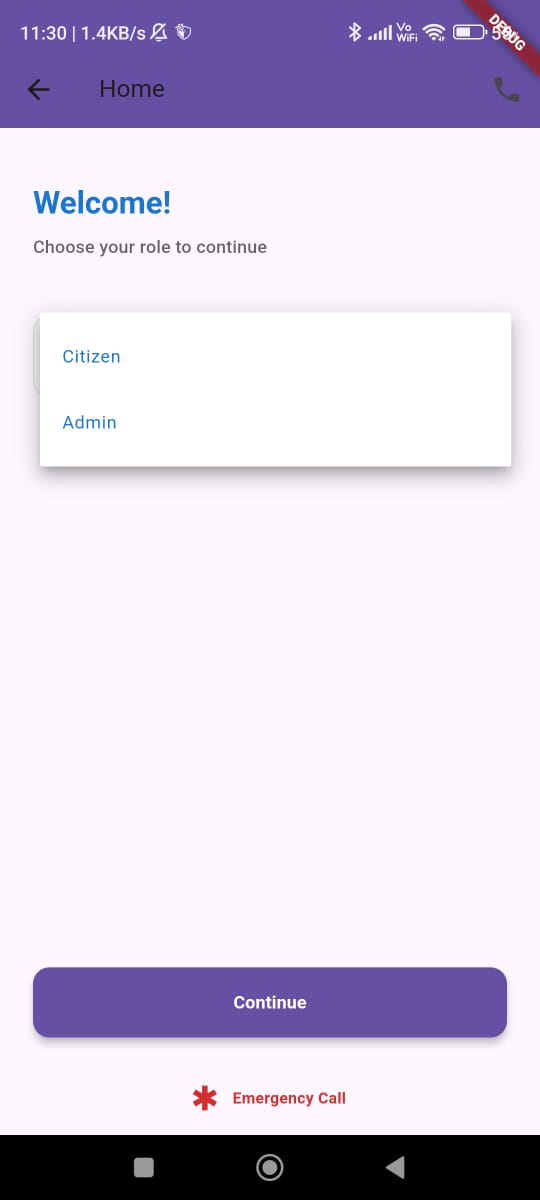 11:30 | 1.4KB/s
Vo WiFi
DEBUG
Home
Welcome!
Choose your role to continue
Citizen
Admin
Continue
Emergency Call